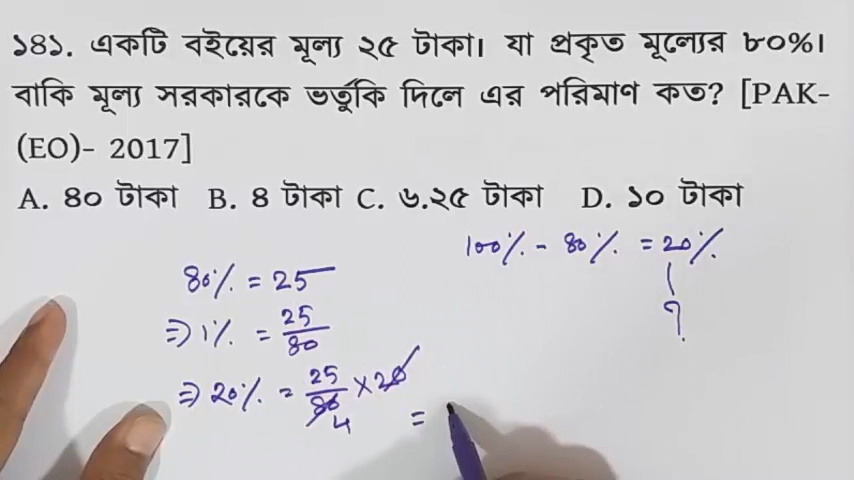 ১৪১. একটি বইয়ের মূল্য ২৫ টাকা। যা প্রকৃত মূল্যের ৮০%।
বাকি মূল্য সরকারকে ভর্তুকি দিলে এর পরিমাণ কত? [PAK-
(EO)- 2017]
A. ৪০ টাকা B. ৪ টাকা C. ৬.২৫ টাকা D. ১০ টাকা
100% - 80% = 20%
?
80% = 25
⇒ 1% = 25/80
⇒ 20% = 25/80 × 20
4
=